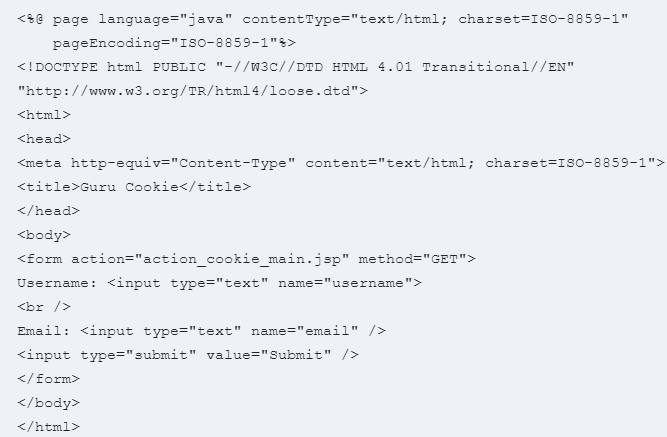 <%@ page language="java" contentType="text/html; charset=ISO-8859-1"
    pageEncoding="ISO-8859-1"%>
<!DOCTYPE html PUBLIC "-//W3C//DTD HTML 4.01 Transitional//EN"
"http://www.w3.org/TR/html4/loose.dtd">
<html>
<head>
<meta http-equiv="Content-Type" content="text/html; charset=ISO-8859-1">
<title>Guru Cookie</title>
</head>
<body>
<form action="action_cookie_main.jsp" method="GET">
Username: <input type="text" name="username">
<br />
Email: <input type="text" name="email" />
<input type="submit" value="Submit" />
</form>
</body>
</html>